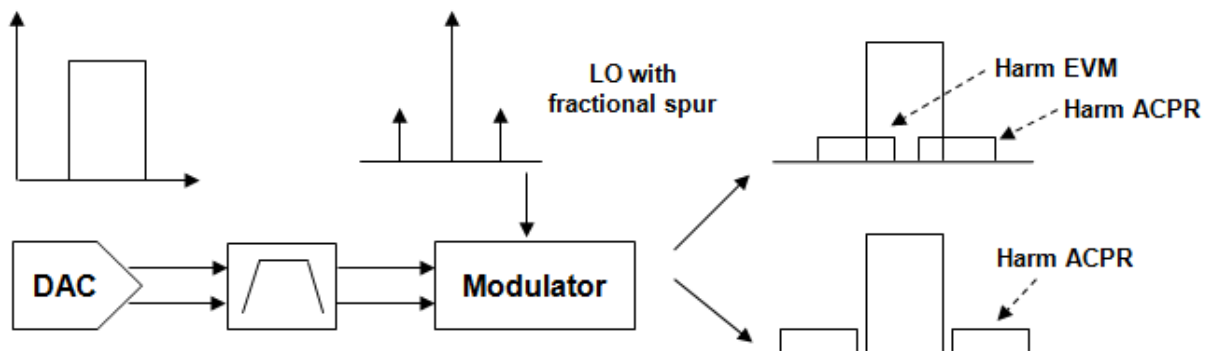 LO with
fractional spur
Harm EVM
Harm ACPR
DAC
Modulator
Harm ACPR